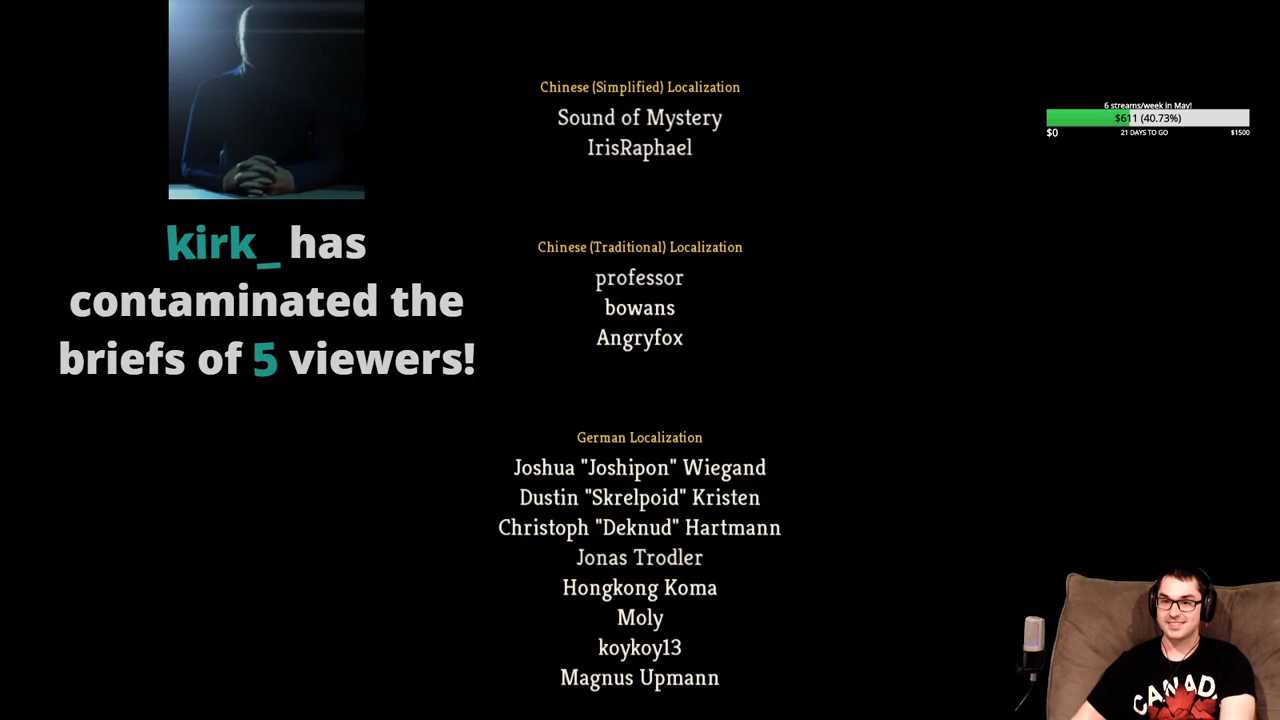 kirk_ has
contaminated the
briefs of 5 viewers!
Chinese (Simplified) Localization
Sound of Mystery
IrisRaphael
Chinese (Traditional) Localization
professor
bowans
Angryfox
German Localization
Joshua "Joshipon" Wiegand
Dustin "Skrelpoid" Kristen
Christoph "Deknud" Hartmann
Jonas Trodler
Hongkong Koma
Moly
koykoy13
Magnus Upmann
6 streams/week in May!
$611 (40.73%)
$0 21 DAYS TO GO $1500
CANADA